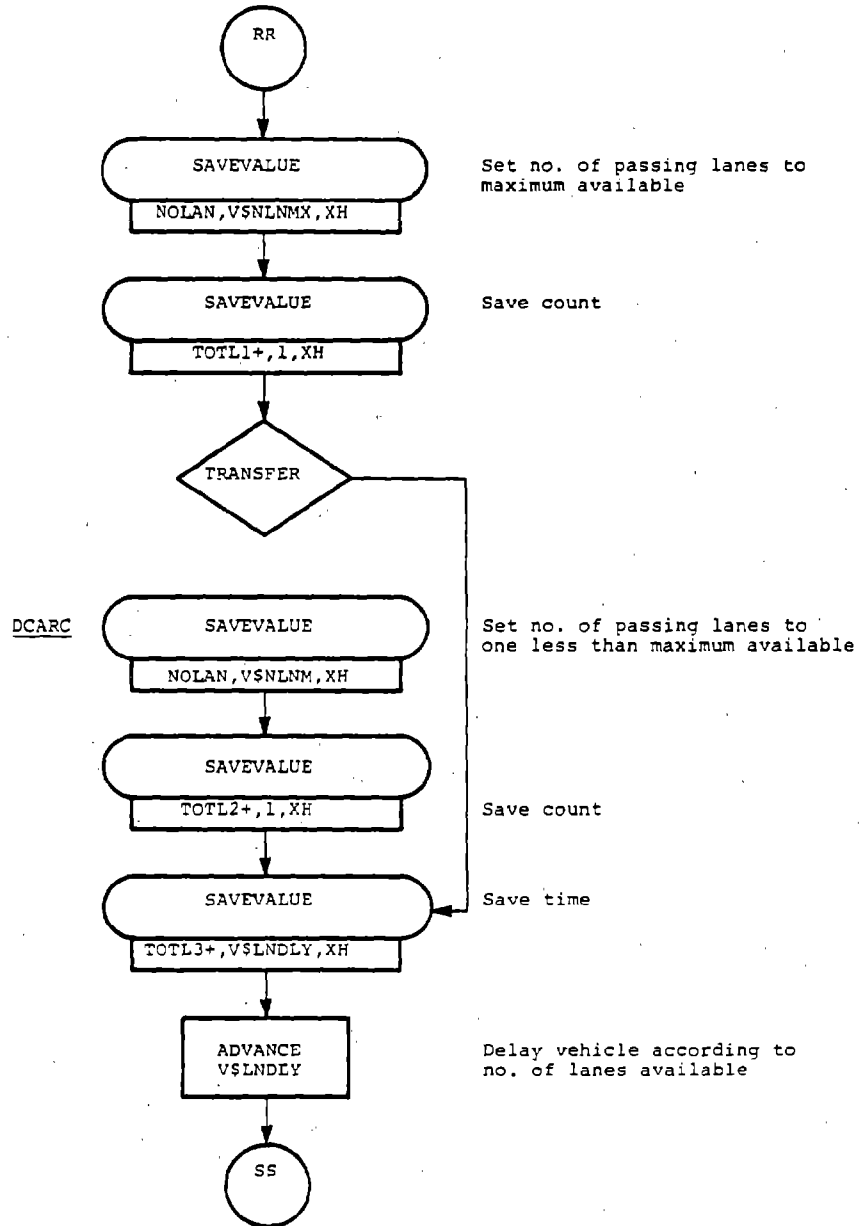 RR
SAVEVALUE
NOLAN,V$NLNMX,XH
Set no. of passing lanes to
maximum available
SAVEVALUE
TOTL1+,1,XH
Save count
TRANSFER
DCARC
SAVEVALUE
NOLAN,V$NLNM,XH
Set no. of passing lanes to
one less than maximum available
SAVEVALUE
TOTL2+,1,XH
Save count
SAVEVALUE
TOTL3+,V$LNDLY,XH
Save time
ADVANCE
V$LNDLY
Delay vehicle according to
no. of lanes available
SS